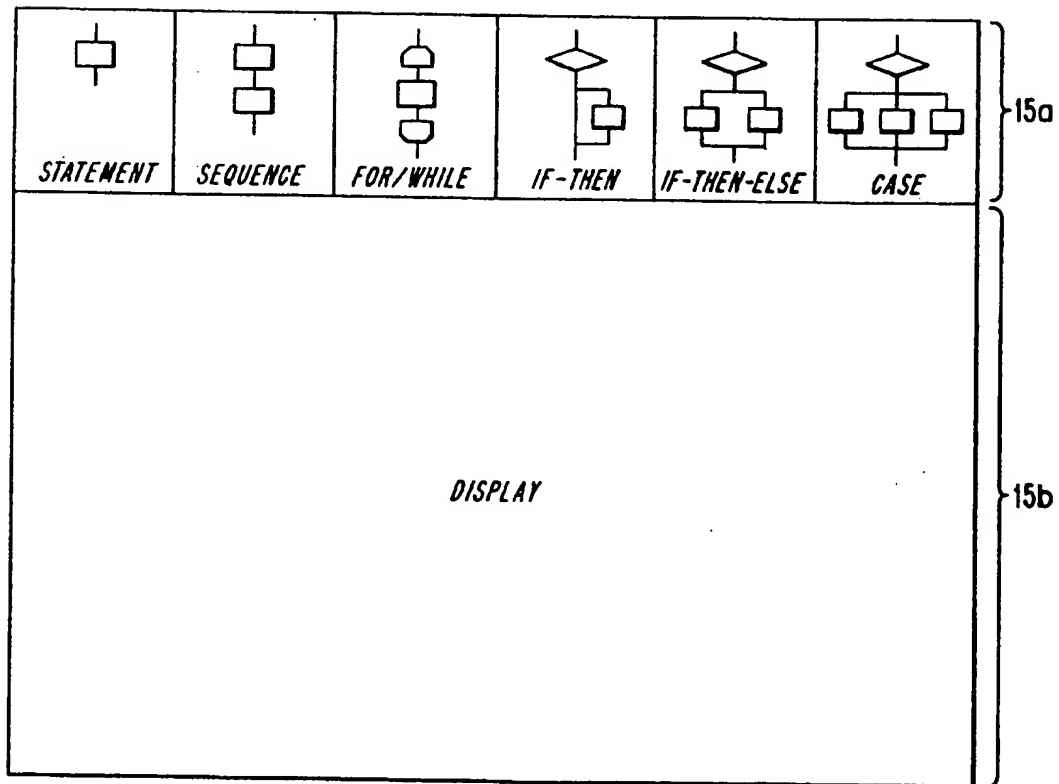 STATEMENT SEQUENCE FOR/WHILE IF-THEN IF-THEN-ELSE CASE
15a
DISPLAY
15b